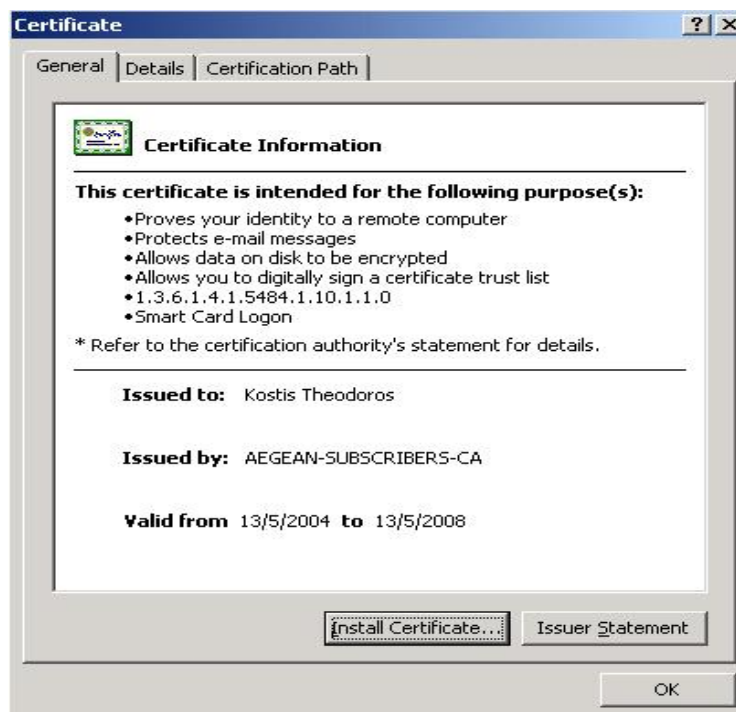 Certificate
General Details Certification Path
Certificate Information
This certificate is intended for the following purpose(s):
•Proves your identity to a remote computer
•Protects e-mail messages
•Allows data on disk to be encrypted
•Allows you to digitally sign a certificate trust list
•1.3.6.1.4.1.5484.1.10.1.1.0
•Smart Card Logon
* Refer to the certification authority's statement for details.
Issued to: Kostis Theodoros
Issued by: AEGEAN-SUBSCRIBERS-CA
Valid from 13/5/2004 to 13/5/2008
Install Certificate... Issuer Statement
OK